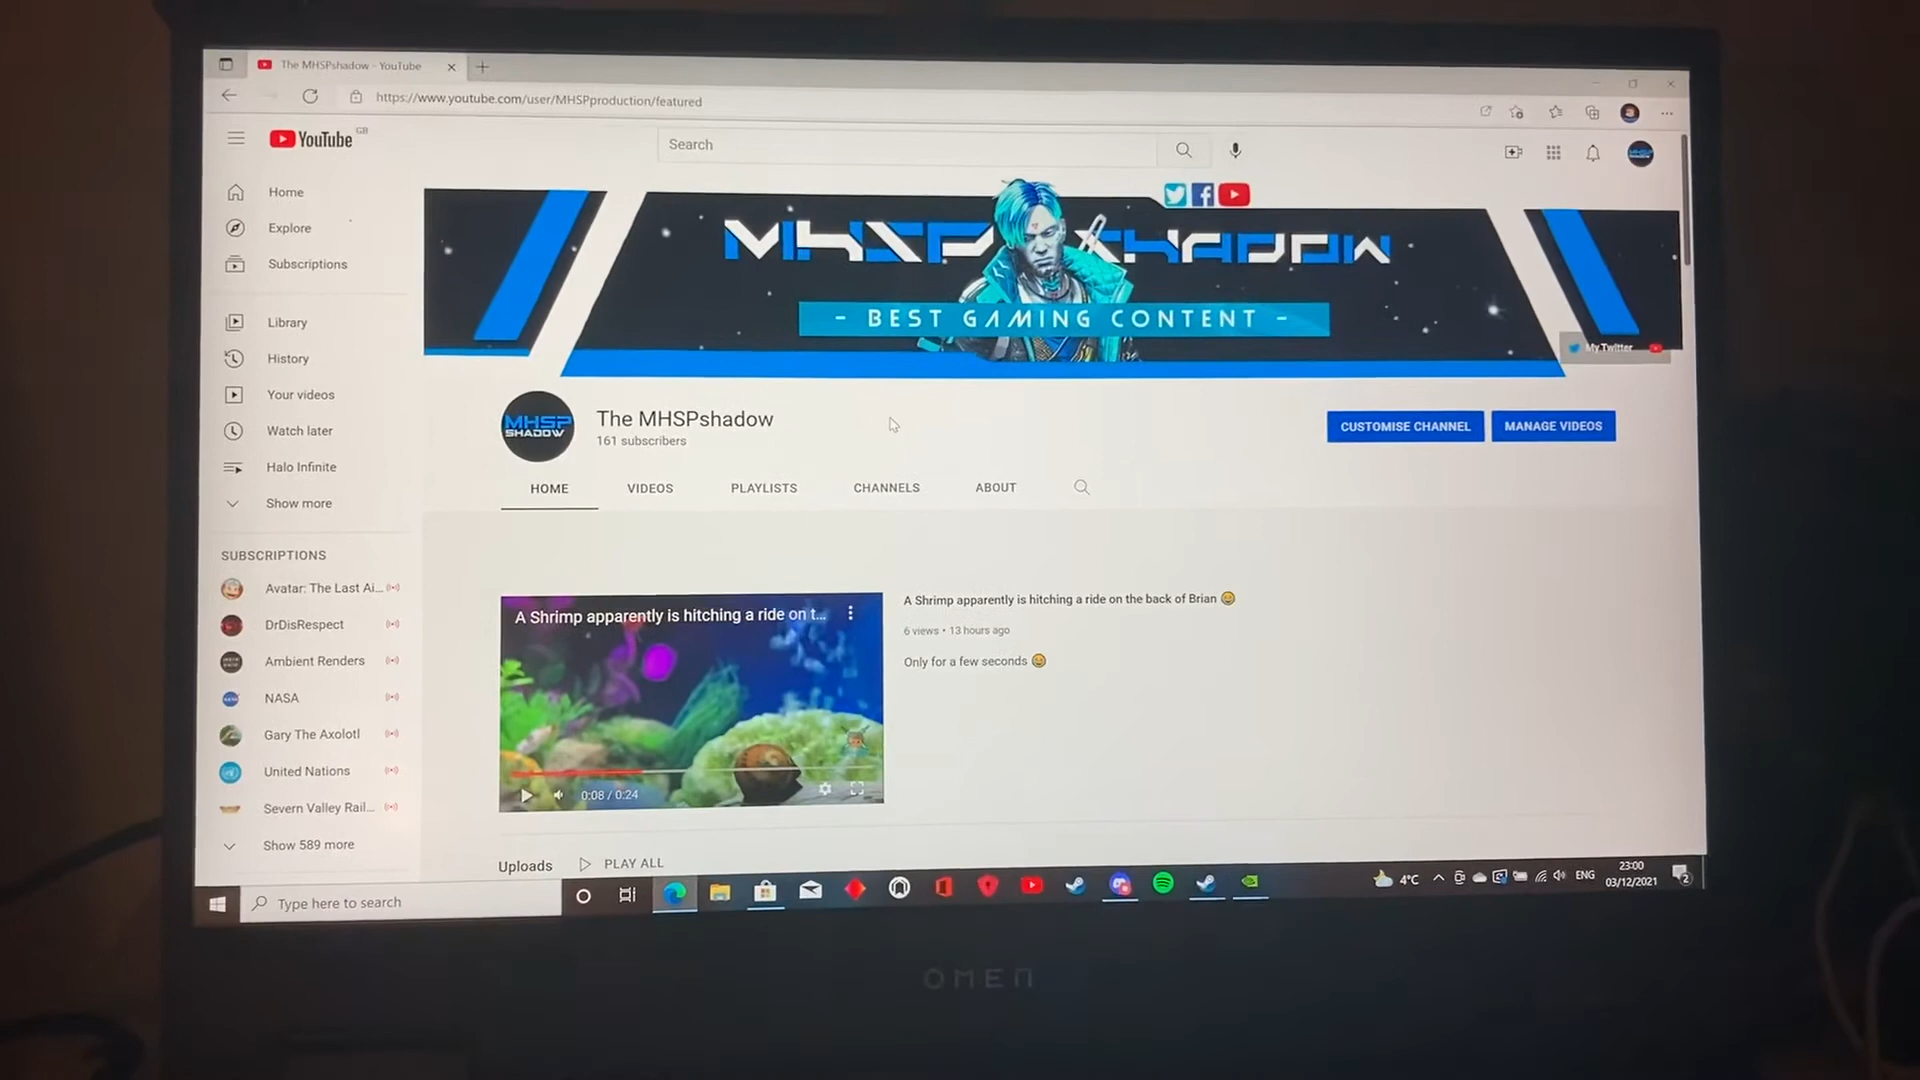 The MHSPshadow - YouTube
https://www.youtube.com/user/MHSPproduction/featured
YouTube GB
Search
Home
Explore
Subscriptions
Library
History
Your videos
Watch later
Halo Infinite
Show more
SUBSCRIPTIONS
Avatar: The Last Ai...
DrDisRespect
Ambient Renders
NASA
Gary The Axolotl
United Nations
Severn Valley Rail...
Show 589 more
MHSP SHADOW
- BEST GAMING CONTENT -
My Twitter
MHSP
SHADOW
The MHSPshadow
161 subscribers
CUSTOMISE CHANNEL
MANAGE VIDEOS
HOME
VIDEOS
PLAYLISTS
CHANNELS
ABOUT
A Shrimp apparently is hitching a ride on t...
0:08 / 0:24
A Shrimp apparently is hitching a ride on the back of Brian 😄
6 views • 13 hours ago
Only for a few seconds 😄
Uploads
PLAY ALL
Type here to search
4°C
ENG
23:00
03/12/2021
2
OMEN